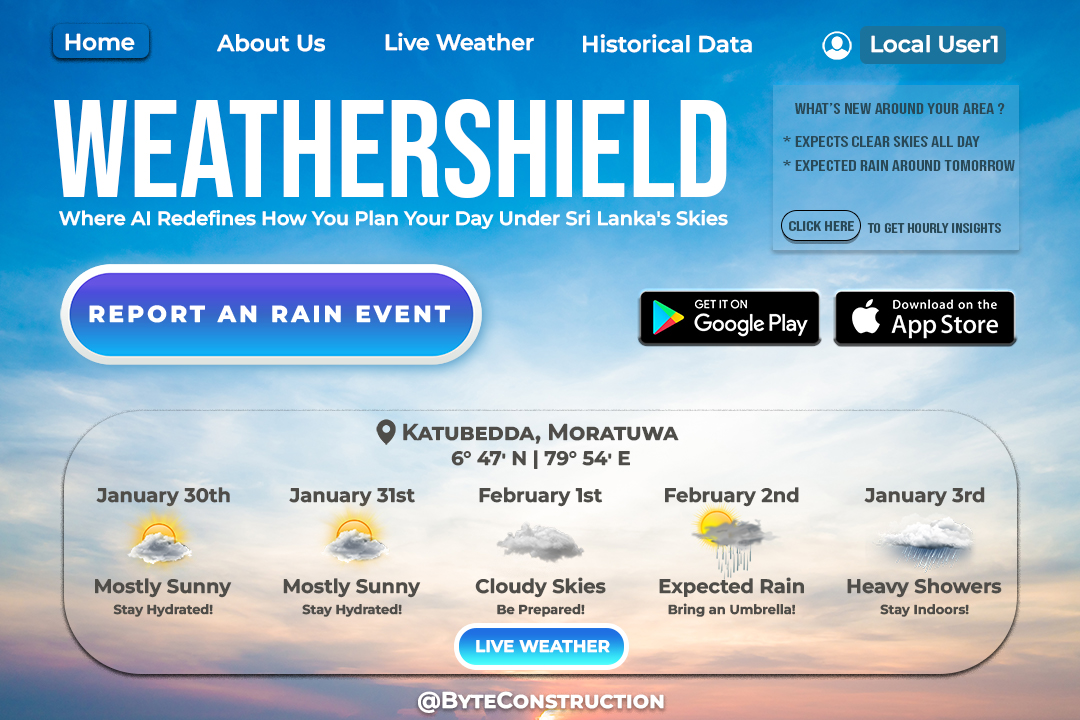 Home
About Us
Live Weather
Historical Data
Local User1
WEATHERSHIELD
Where AI Redefines How You Plan Your Day Under Sri Lanka's Skies
WHAT'S NEW AROUND YOUR AREA ?
* EXPECTS CLEAR SKIES ALL DAY
* EXPECTED RAIN AROUND TOMORROW
CLICK HERE TO GET HOURLY INSIGHTS
REPORT AN RAIN EVENT
GET IT ON
Google Play
Download on the
App Store
KATUBEDDA, MORATUWA
6° 47' N | 79° 54' E
January 30th
January 31st
February 1st
February 2nd
January 3rd
Mostly Sunny
Mostly Sunny
Cloudy Skies
Expected Rain
Heavy Showers
Stay Hydrated!
Stay Hydrated!
Be Prepared!
Bring an Umbrella!
Stay Indoors!
LIVE WEATHER
@BYTECONSTRUCTION